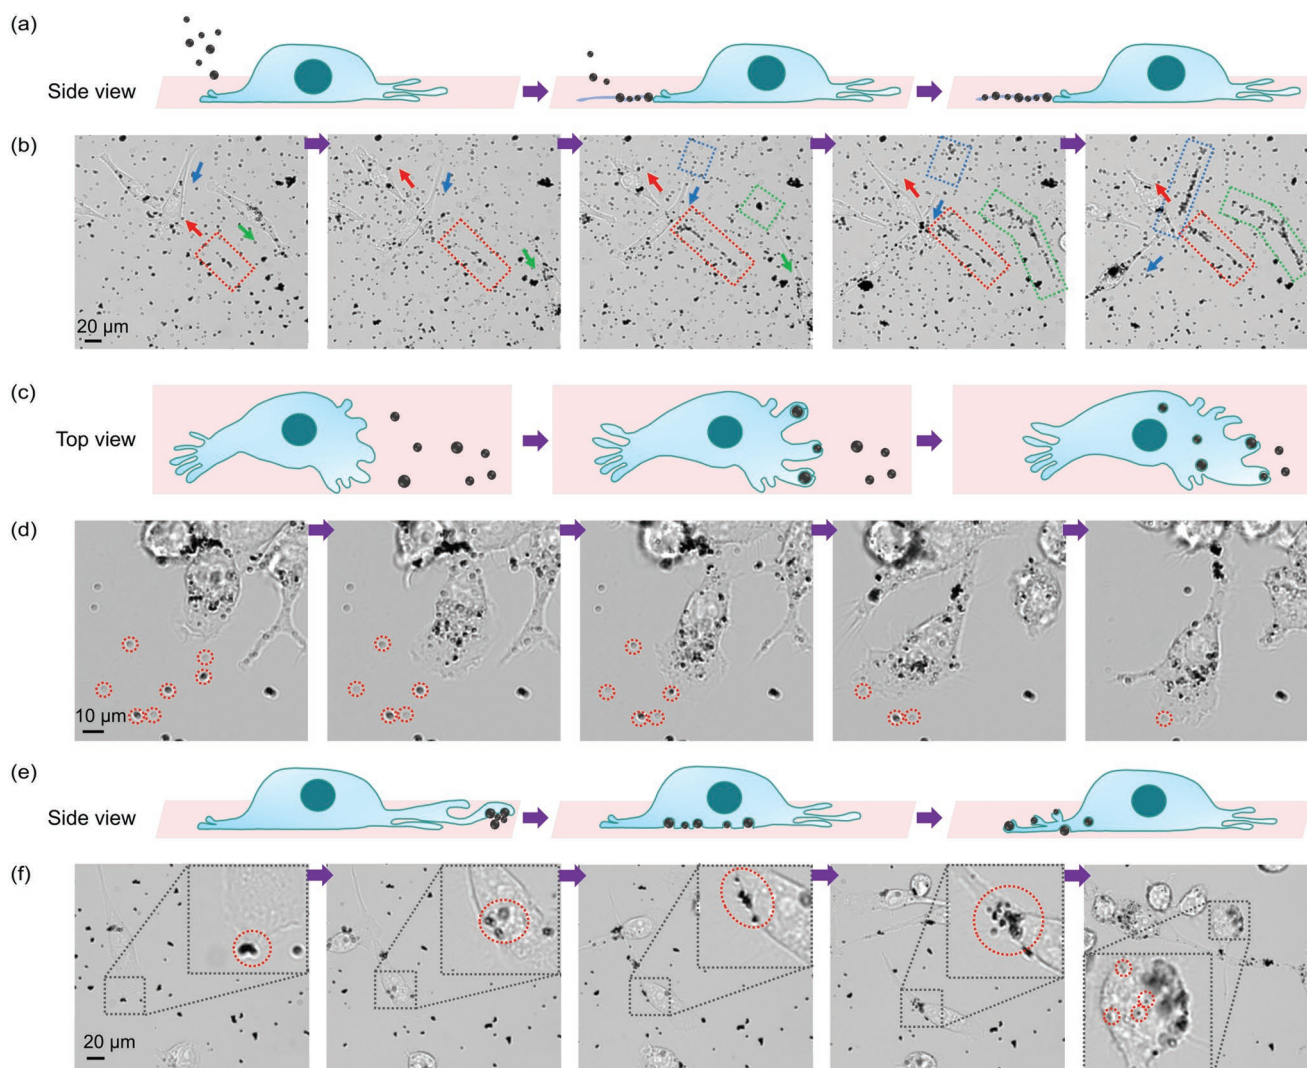 (a)
Side view
(b)
20 μm
(c)
Top view
(d)
10 μm
(e)
Side view
(f)
20 μm